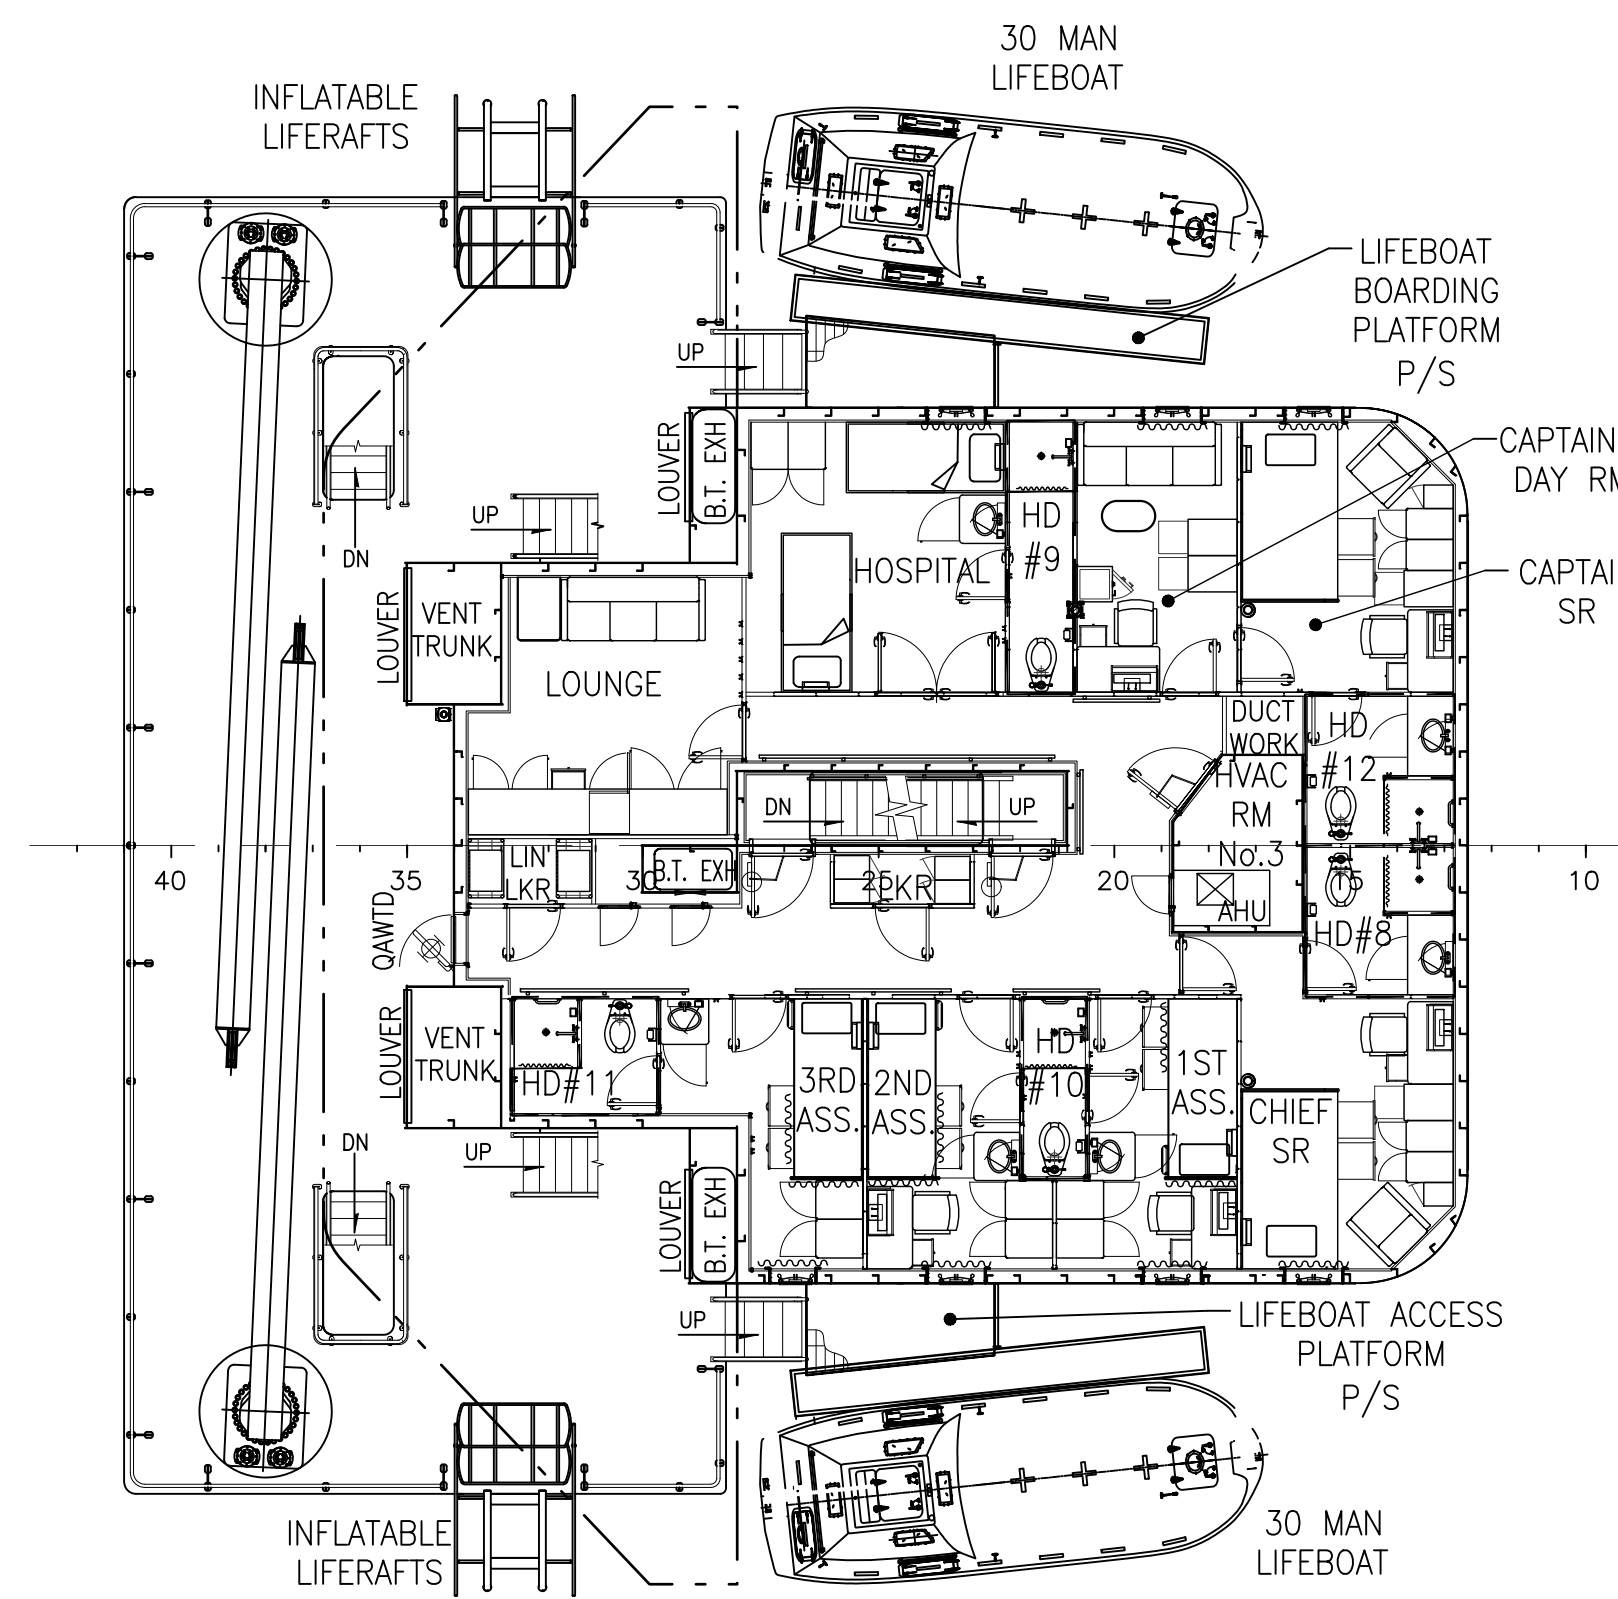 30 MAN
LIFEBOAT
INFLATABLE
LIFERAFTS
LIFEBOAT
BOARDING
PLATFORM
P/S
UP
CAPTAIN
DAY RM
LOUVER
B.T. EXH
UP
DN
HD
#9
HOSPITAL
CAPTAI
SR
LOUVER
VENT
TRUNK
LOUNGE
DUCT
WORK
HD
#12
HVAC
RM
No.3
DN
UP
LIN'
LKR
B.T. EXH
LKR
40
35
30
25
20
15
10
AHU
HD#8
QAWTD
LOUVER
VENT
TRUNK
HD#11
3RD
ASS.
2ND
ASS.
HD
#10
1ST
ASS.
CHIEF
SR
DN
UP
LOUVER
B.T. EXH
UP
LIFEBOAT ACCESS
PLATFORM
P/S
INFLATABLE
LIFERAFTS
30 MAN
LIFEBOAT